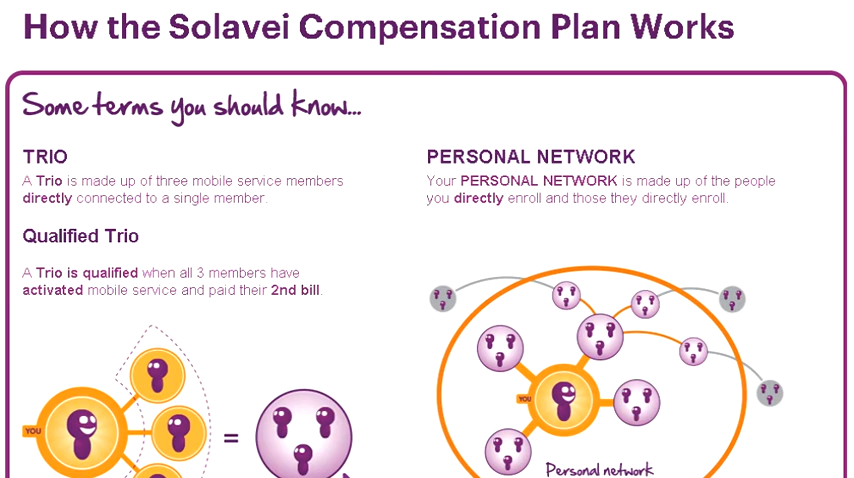 How the Solavei Compensation Plan Works
Some terms you should know...
TRIO
A Trio is made up of three mobile service members
directly connected to a single member.
Qualified Trio
A Trio is qualified when all 3 members have
activated mobile service and paid their 2nd bill.
YOU
=
PERSONAL NETWORK
Your PERSONAL NETWORK is made up of the people
you directly enroll and those they directly enroll.
YOU
Personal network